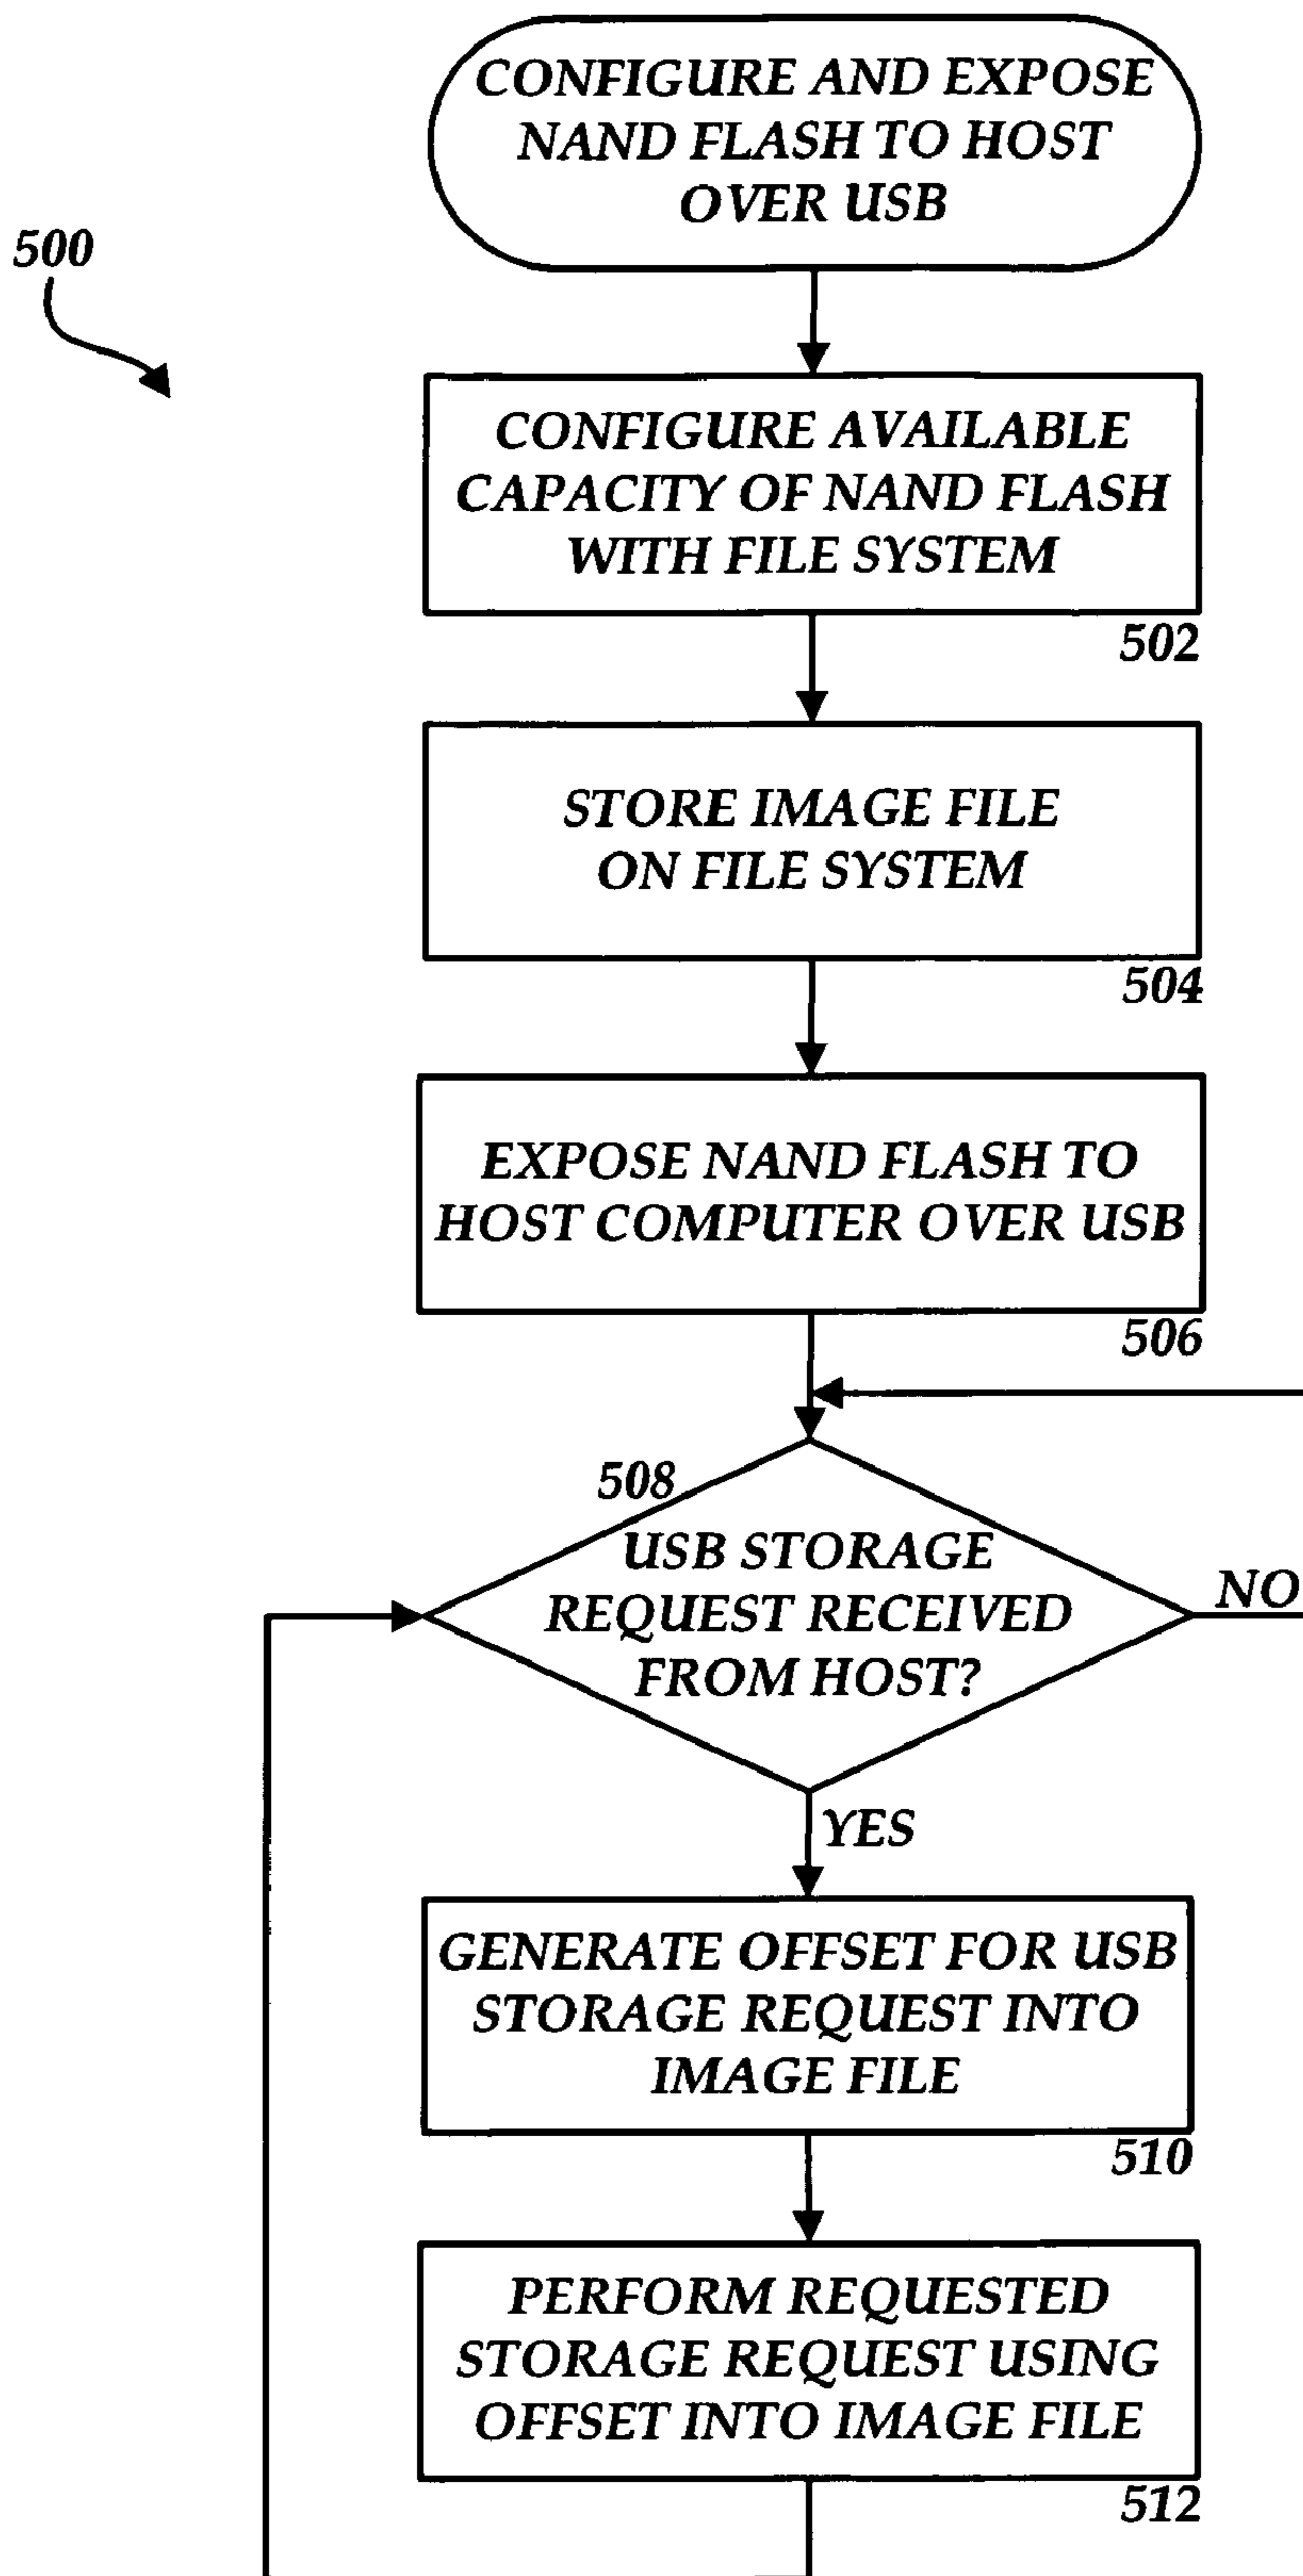 CONFIGURE AND EXPOSE
NAND FLASH TO HOST
OVER USB
500
CONFIGURE AVAILABLE
CAPACITY OF NAND FLASH
WITH FILE SYSTEM
502
STORE IMAGE FILE
ON FILE SYSTEM
504
EXPOSE NAND FLASH TO
HOST COMPUTER OVER USB
506
508
USB STORAGE
REQUEST RECEIVED
FROM HOST?
NO
YES
GENERATE OFFSET FOR USB
STORAGE REQUEST INTO
IMAGE FILE
510
PERFORM REQUESTED
STORAGE REQUEST USING
OFFSET INTO IMAGE FILE
512